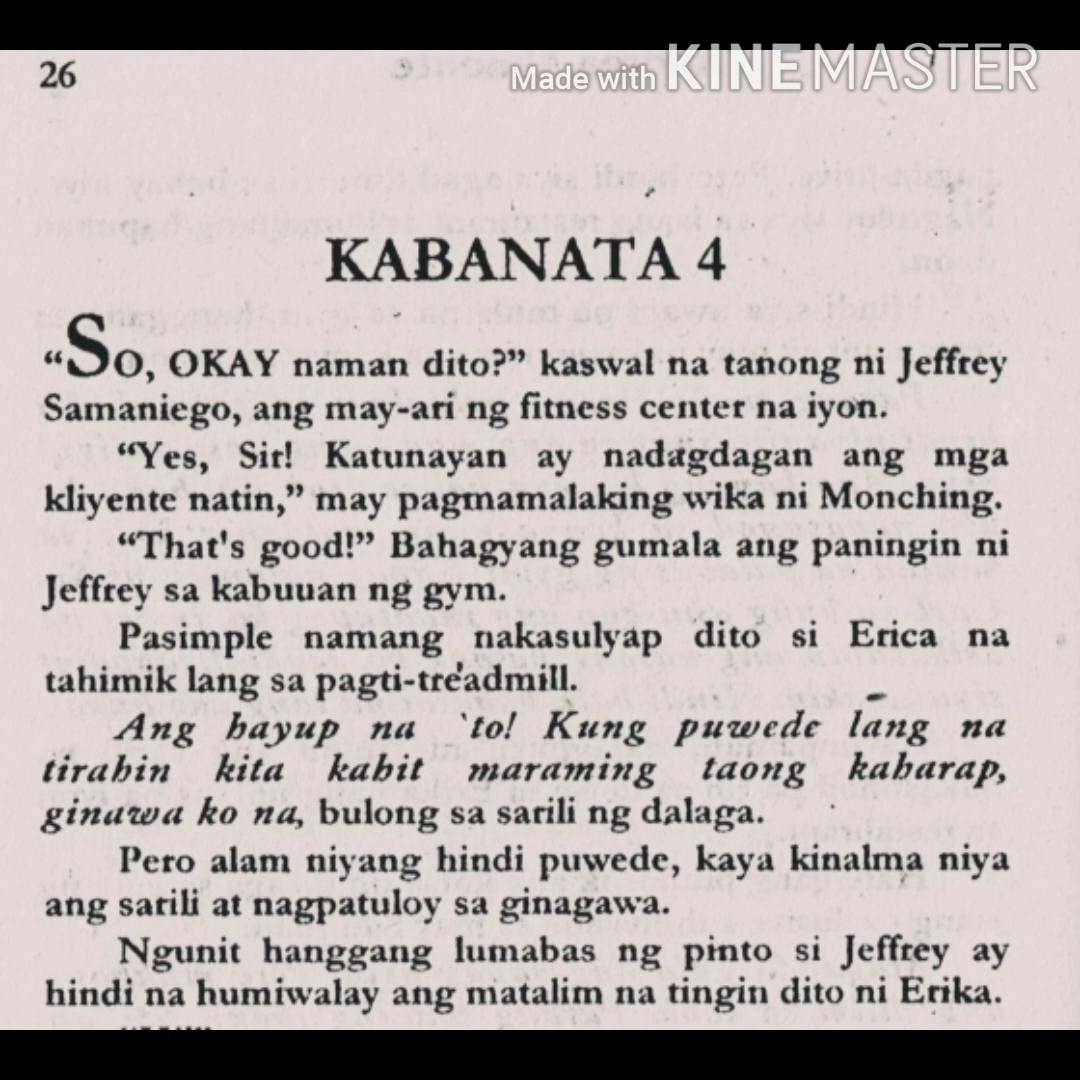 26
Made with KINEMASTER
KABANATA 4
“SO, OKAY naman dito?” kaswal na tanong ni Jeffrey
Samaniego, ang may-ari ng fitness center na iyon.
“Yes, Sir! Katunayan ay nadagdagan ang mga
kliyente natin,” may pagmamalaking wika ni Monching.
“That's good!” Bahagyang gumala ang paningin ni
Jeffrey sa kabuuan ng gym.
Pasimple namang nakasulyap dito si Erica na
tahimik lang sa pagti-treadmill.
Ang hayup na `to! Kung puwede lang na
tirahin kita kahit maraming taong kaharap,
ginawa ko na, bulong sa sarili ng dalaga.
Pero alam niyang hindi puwede, kaya kinalma niya
ang sarili at nagpatuloy sa ginagawa.
Ngunit hanggang lumabas ng pinto si Jeffrey ay
hindi na humiwalay ang matalim na tingin dito ni Erika.